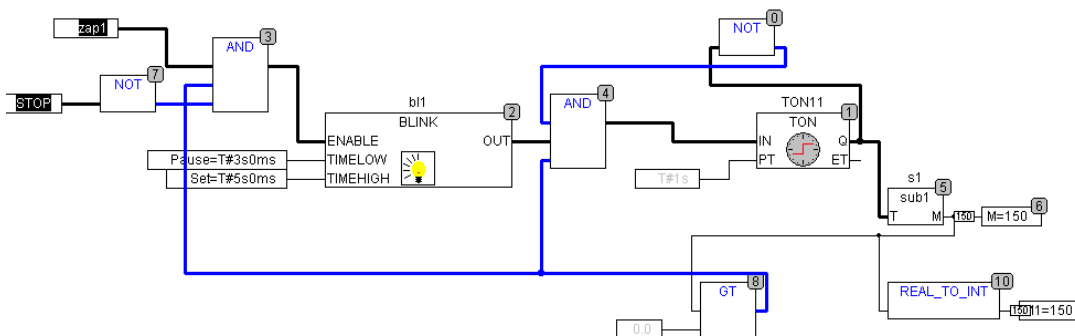 0
NOT
zap1
3
AND
7
NOT
STOP
bl1
2
BLINK
ENABLE OUT
TIMELOW
TIMEHIGH
Pause=T#3s0ms
Set=T#5s0ms
4
AND
TON11
1
TON
IN Q
PT ET
T#1s
s1
5
sub1
T M
150
6
M=150
8
GT
0.0
10
REAL_TO_INT
150
1=150